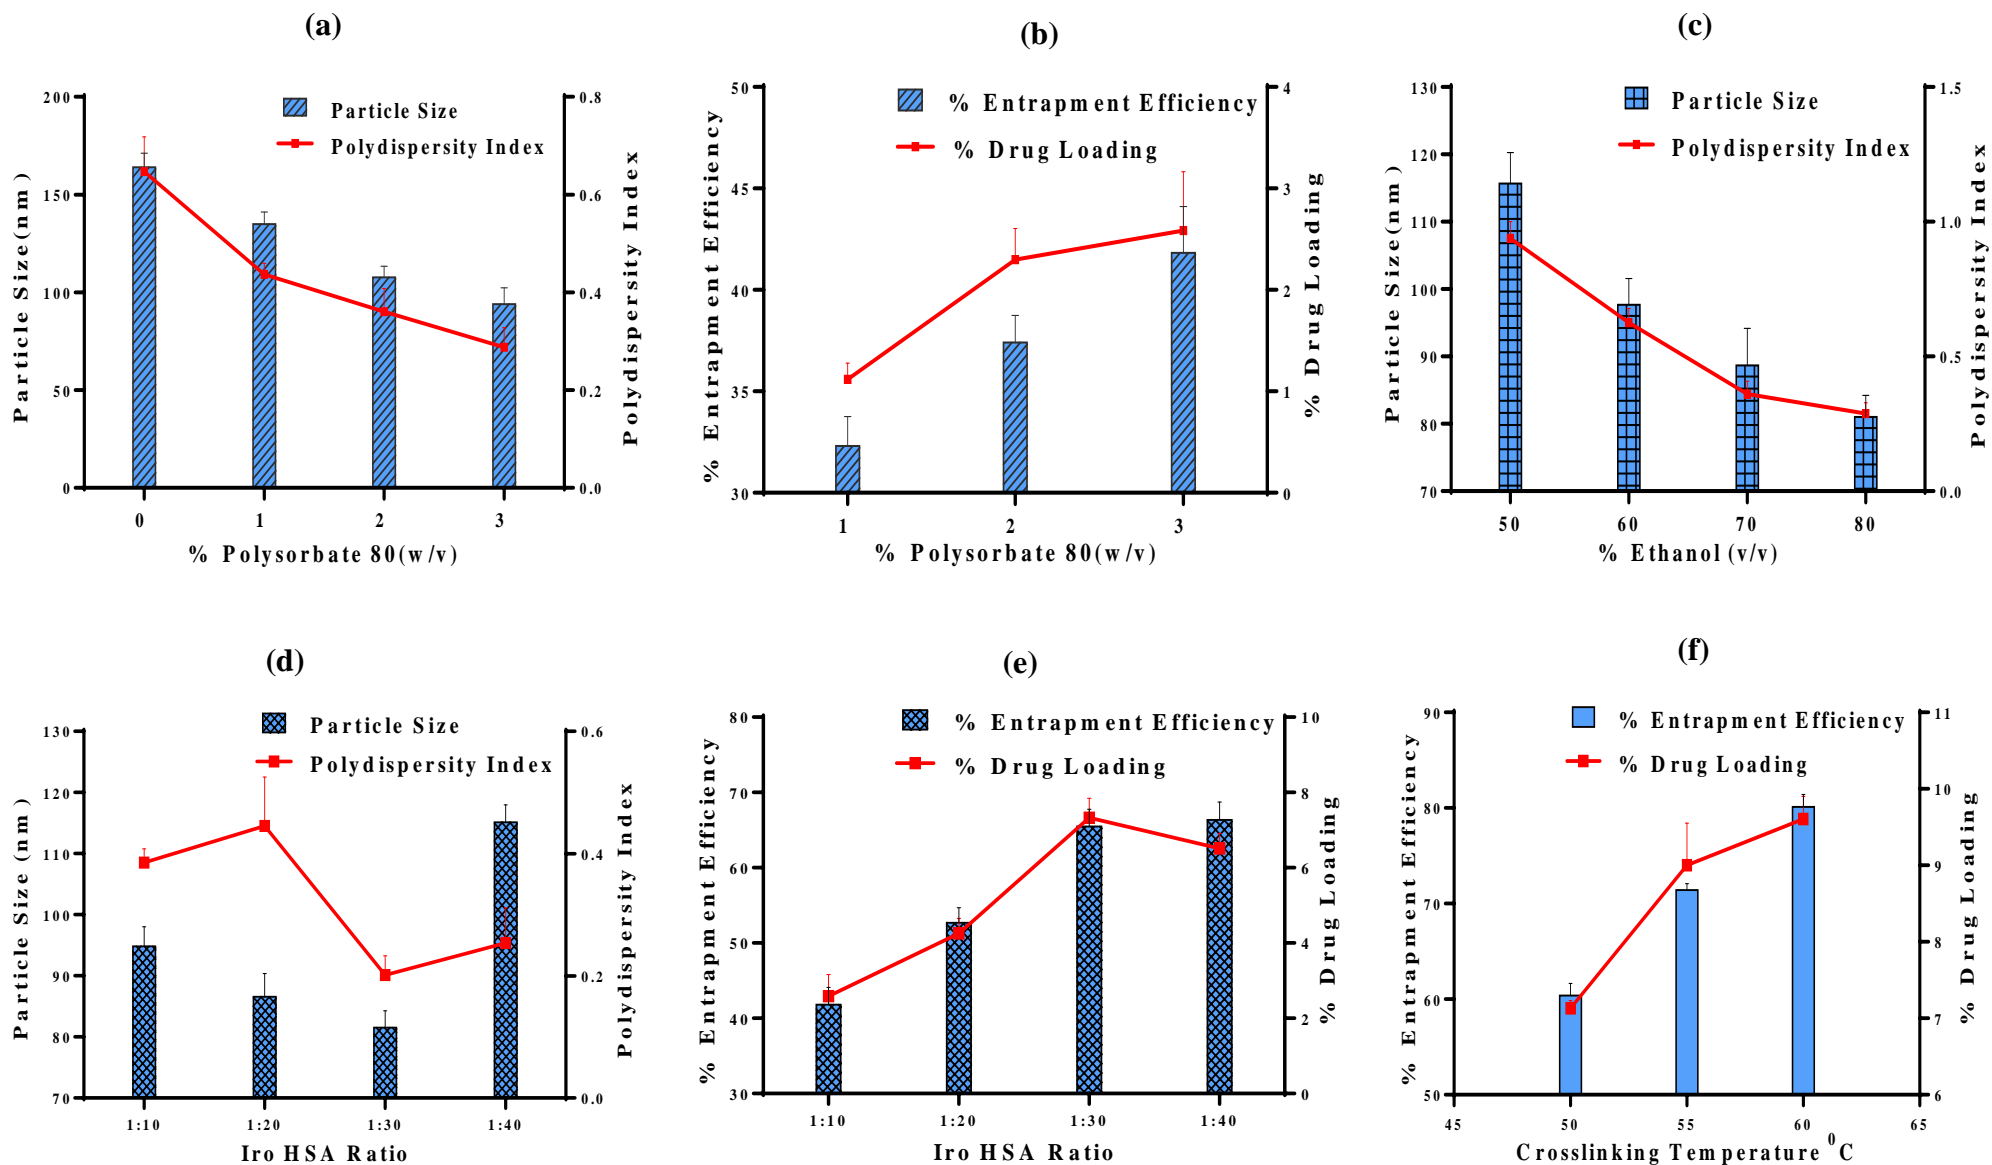 (a)
Particle Size
Polydispersity Index
200
150
100
50
0
0.8
0.6
0.4
0.2
0.0
Particle Size(nm)
Polydispersity Index
0 1 2 3
% Polysorbate 80(w/v)
(b)
% Entrapment Efficiency
% Drug Loading
50
45
40
35
30
4
3
2
1
0
% Entrapment Efficiency
% Drug Loading
1 2 3
% Polysorbate 80(w/v)
(c)
Particle Size
Polydispersity Index
130
120
110
100
90
80
70
1.5
1.0
0.5
0.0
Particle Size(nm)
Polydispersity Index
50 60 70 80
% Ethanol (v/v)
(d)
Particle Size
Polydispersity Index
130
120
110
100
90
80
70
0.6
0.4
0.2
0.0
Particle Size (nm)
Polydispersity Index
1:10 1:20 1:30 1:40
Iro HSA Ratio
(e)
% Entrapment Efficiency
% Drug Loading
80
70
60
50
40
30
10
8
6
4
2
0
% Entrapment Efficiency
% Drug Loading
1:10 1:20 1:30 1:40
Iro HSA Ratio
(f)
% Entrapment Efficiency
% Drug Loading
90
80
70
60
50
11
10
9
8
7
6
% Entrapment Efficiency
% Drug Loading
45 50 55 60 65
Crosslinking Temperature ⁰C